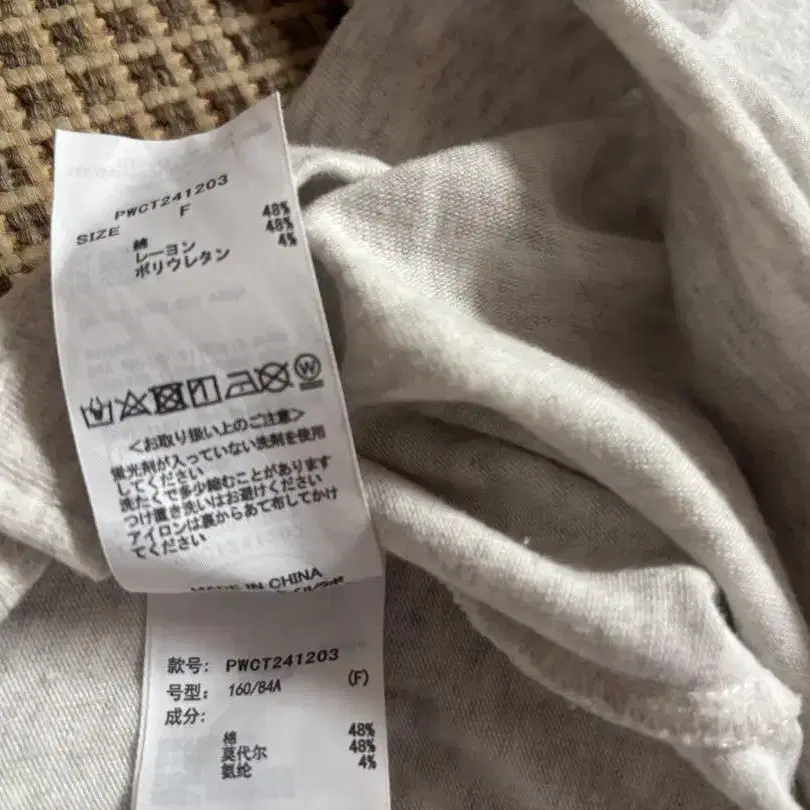 PWCT241203
SIZE F
綿 48%
レーヨン 48%
ポリウレタン 4%
W
<お取り扱い上のご注意>
蛍光剤が入っていない洗剤を使用
してください
洗たくで多少縮むことがあります
つけ置き洗いはお避けください
アイロンは裏からあて布してかけ
てください
MADE IN CHINA
款号: PWCT241203
号型: 160/84A (F)
成分:
棉 48%
莫代尔 48%
氨纶 4%